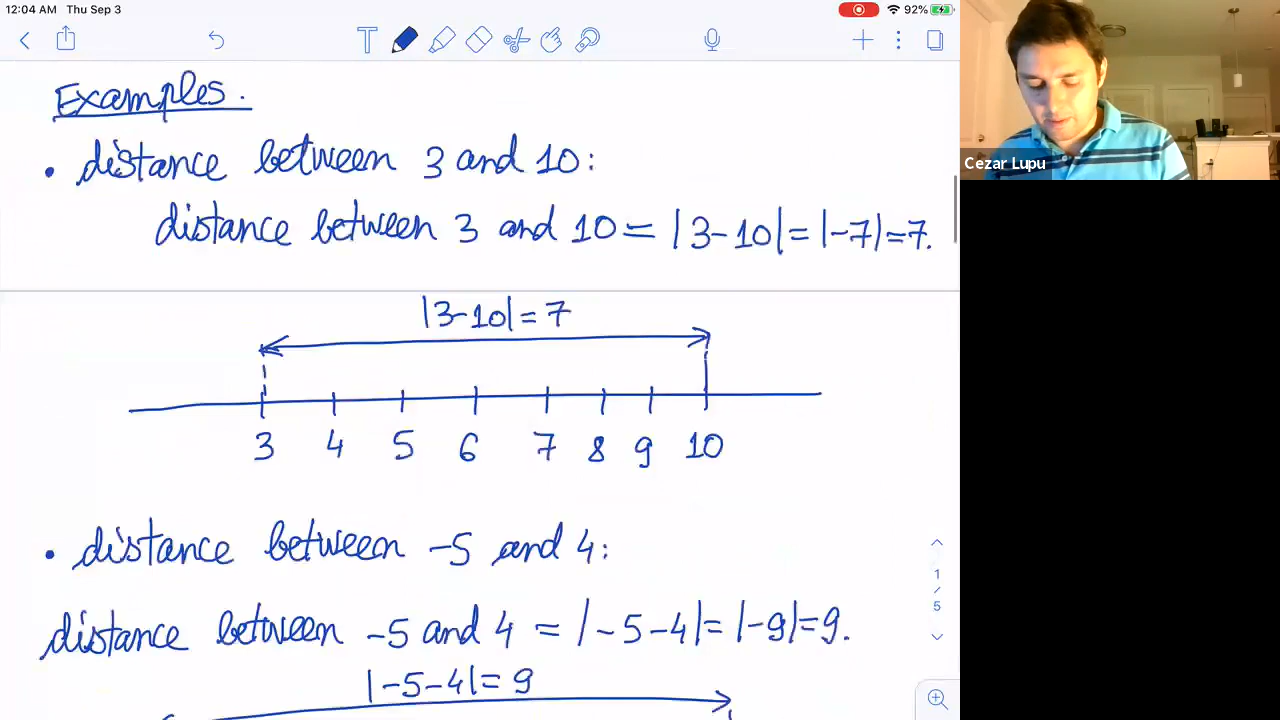 12:04 AM Thu Sep 3
92%
T
Examples.
• distance between 3 and 10:
distance between 3 and 10 = |3-10| = |-7| = 7.
|3-10| = 7
3 4 5 6 7 8 9 10
• distance between -5 and 4:
distance between -5 and 4 = |-5-4| = |-9| = 9.
|-5-4| = 9
1
/
5
Cezar Lupu